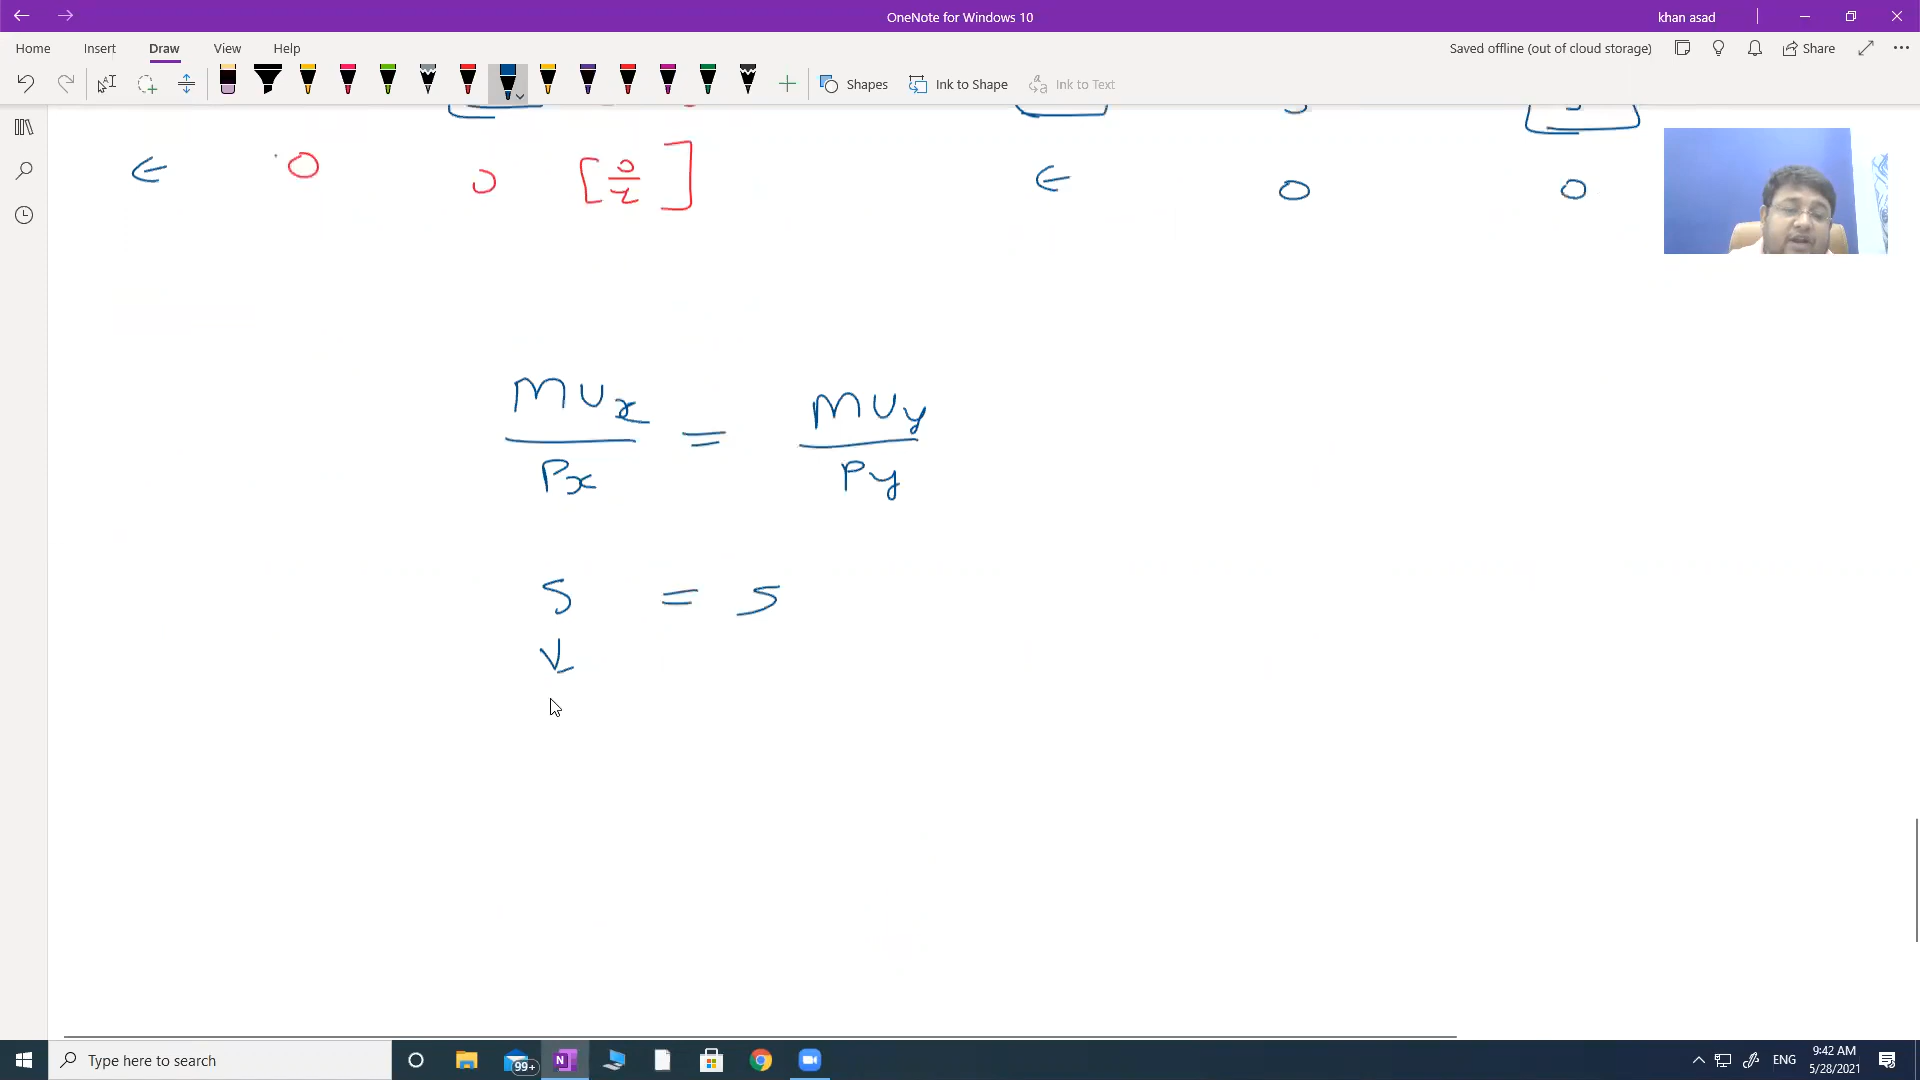 OneNote for Windows 10
khan asad
Home Insert Draw View Help
Saved offline (out of cloud storage)
Share
Shapes
Ink to Shape
Ink to Text
E O O
E O O
MUx = MUy
Px Py
5 = 5
Type here to search
99+
N
ENG
9:42 AM
5/28/2021